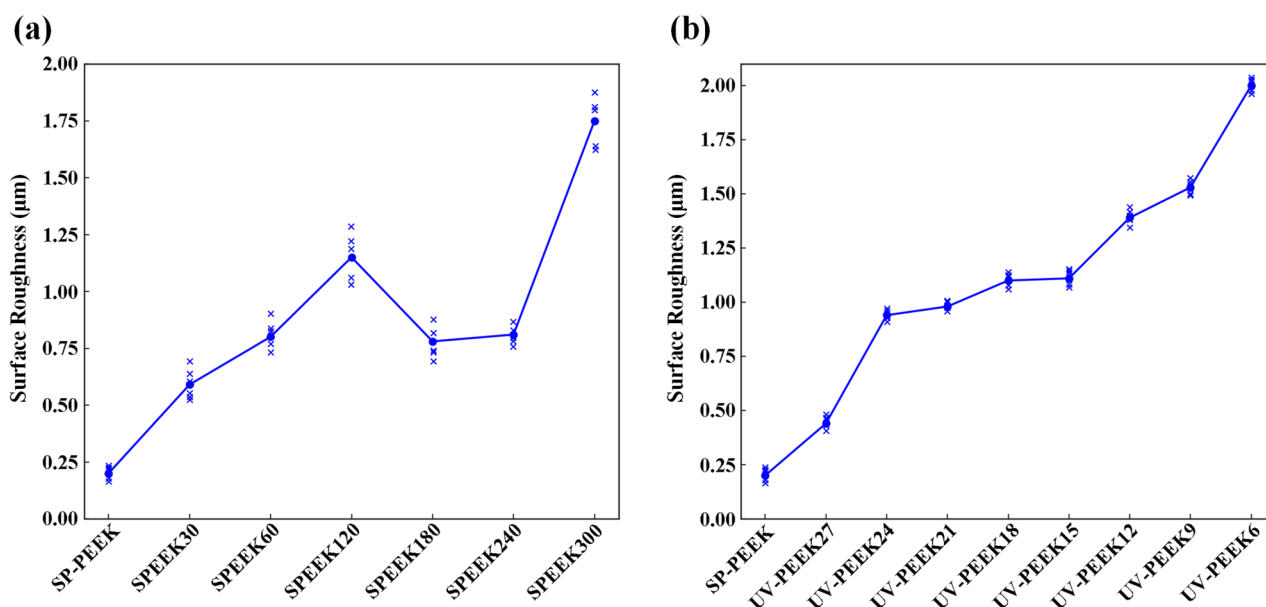 (a)
Surface Roughness (μm)
2.00
1.75
1.50
1.25
1.00
0.75
0.50
0.25
0.00
SP-PEEK
SPEEK30
SPEEK60
SPEEK120
SPEEK180
SPEEK240
SPEEK300
(b)
Surface Roughness (μm)
2.00
1.75
1.50
1.25
1.00
0.75
0.50
0.25
0.00
SP-PEEK
UV-PEEK27
UV-PEEK24
UV-PEEK21
UV-PEEK18
UV-PEEK15
UV-PEEK12
UV-PEEK9
UV-PEEK6